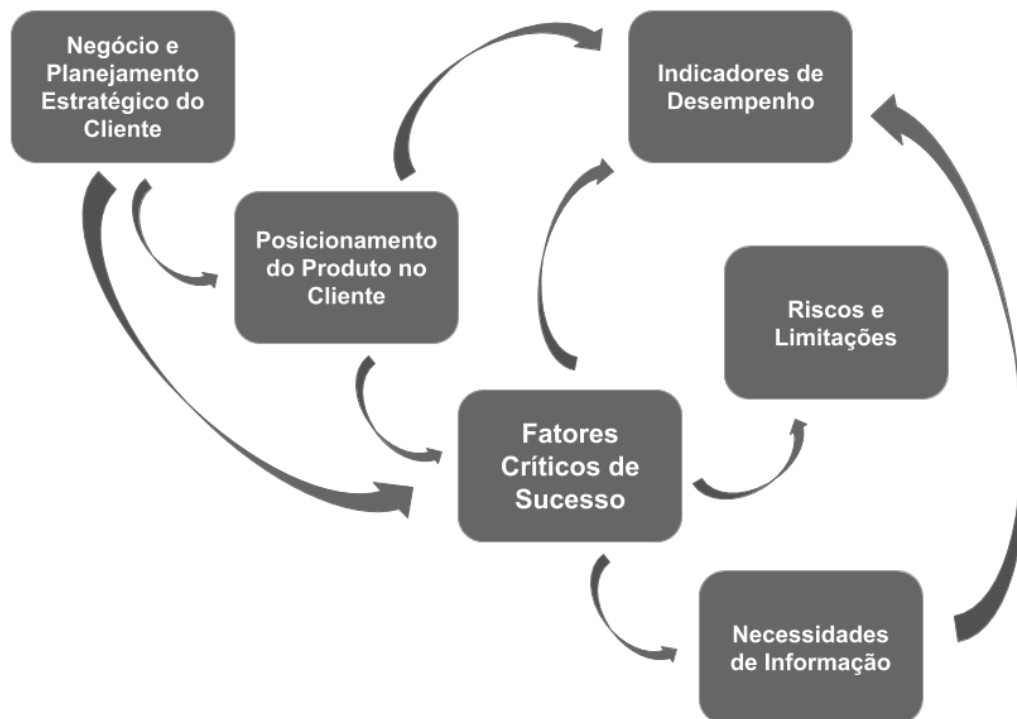 Negócio e
Planejamento
Estratégico do
Cliente
Indicadores de
Desempenho
Posicionamento
do Produto no
Cliente
Riscos e
Limitações
Fatores
Críticos de
Sucesso
Necessidades
de Informação